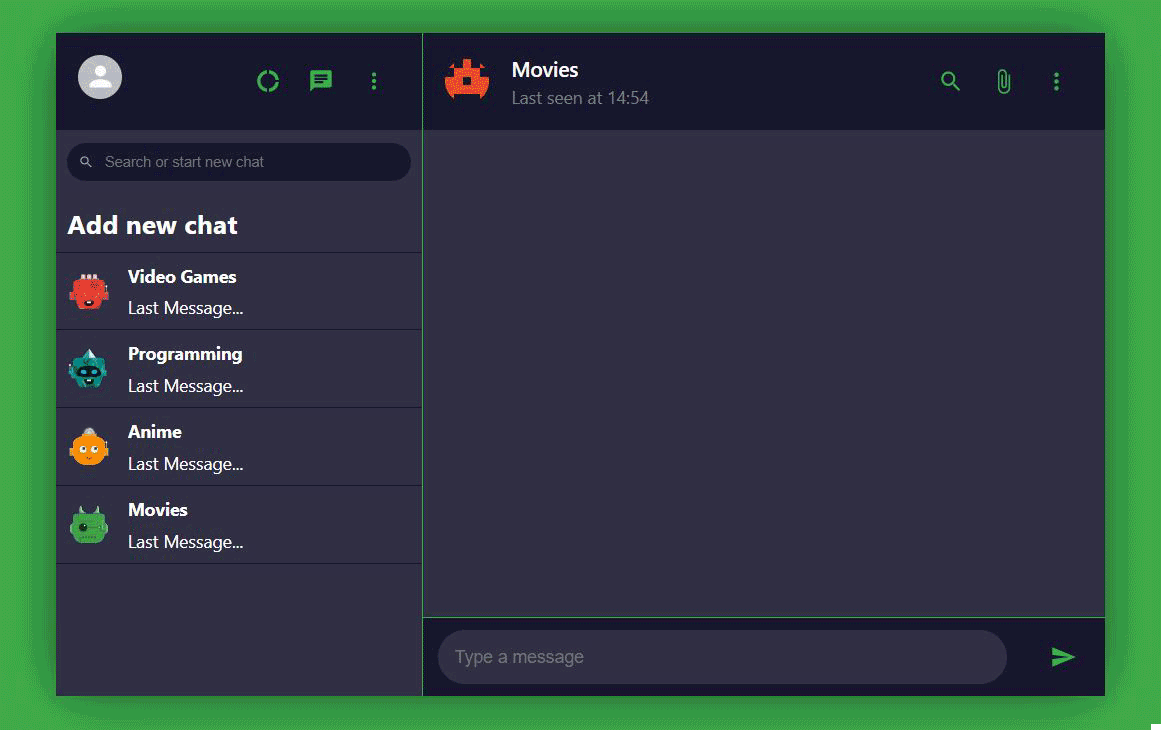 Search or start new chat
Add new chat
Video Games
Last Message...
Programming
Last Message...
Anime
Last Message...
Movies
Last Message...
Movies
Last seen at 14:54
Type a message